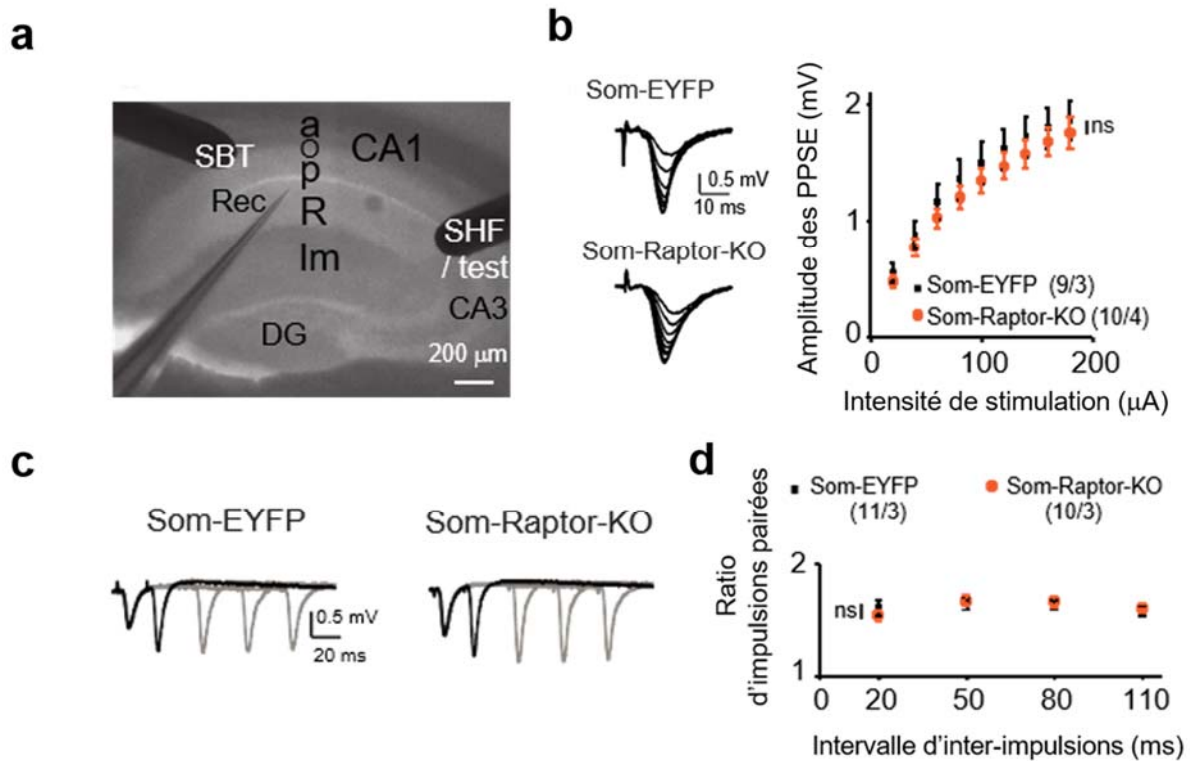 a
SBT
a
o
p
CA1
Rec
R
SHF
/ test
lm
CA3
DG
200 µm
b
Som-EYFP
0.5 mV
10 ms
Som-Raptor-KO
Amplitude des PPSE (mV)
2
1
0
ns
Som-EYFP (9/3)
Som-Raptor-KO (10/4)
0 100 200
Intensité de stimulation (µA)
c
Som-EYFP
0.5 mV
20 ms
Som-Raptor-KO
d
Som-EYFP
(11/3)
Som-Raptor-KO
(10/3)
Ratio
d'impulsions pairées
2
1
ns
0 20 50 80 110
Intervalle d'inter-impulsions (ms)